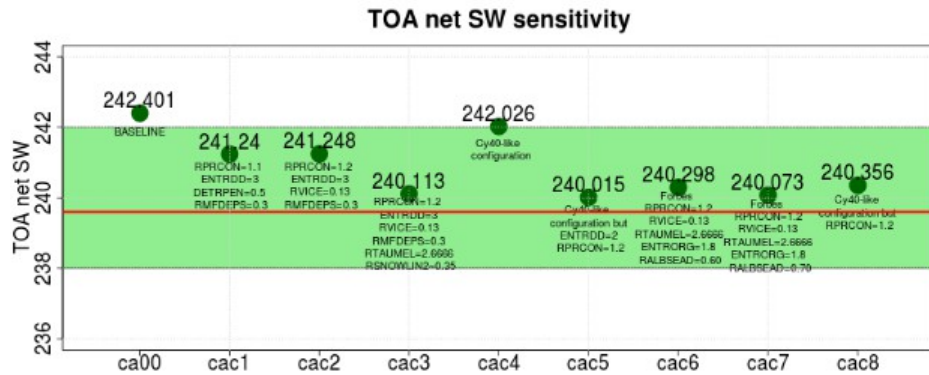 TOA net SW sensitivity
TOA net SW
244
242
240
238
236
242.401
BASELINE
241.24
RPRCON=1.1
ENTRDD=3
DETRPEN=0.5
RMFDEPS=0.3
241.248
RPRCON=1.2
ENTRDD=3
RVICE=0.13
RMFDEPS=0.3
240.113
RPRCON=1.2
ENTRDD=3
RVICE=0.13
RMFDEPS=0.3
RTAUMEL=2.6666
RSNOWLIN2=0.35
242.026
Cy40-like
configuration
240.015
Cy40-like
configuration but
ENTRDD=2
RPRCON=1.2
240.298
Forbes
RPRCON=1.2
RVICE=0.13
RTAUMEL=2.6666
ENTRORG=1.8
RALBSEAD=0.60
240.073
Forbes
RPRCON=1.2
RVICE=0.13
RTAUMEL=2.6666
ENTRORG=1.8
RALBSEAD=0.70
240.356
Cy40-like
configuration but
RPRCON=1.2
cac00 cac1 cac2 cac3 cac4 cac5 cac6 cac7 cac8